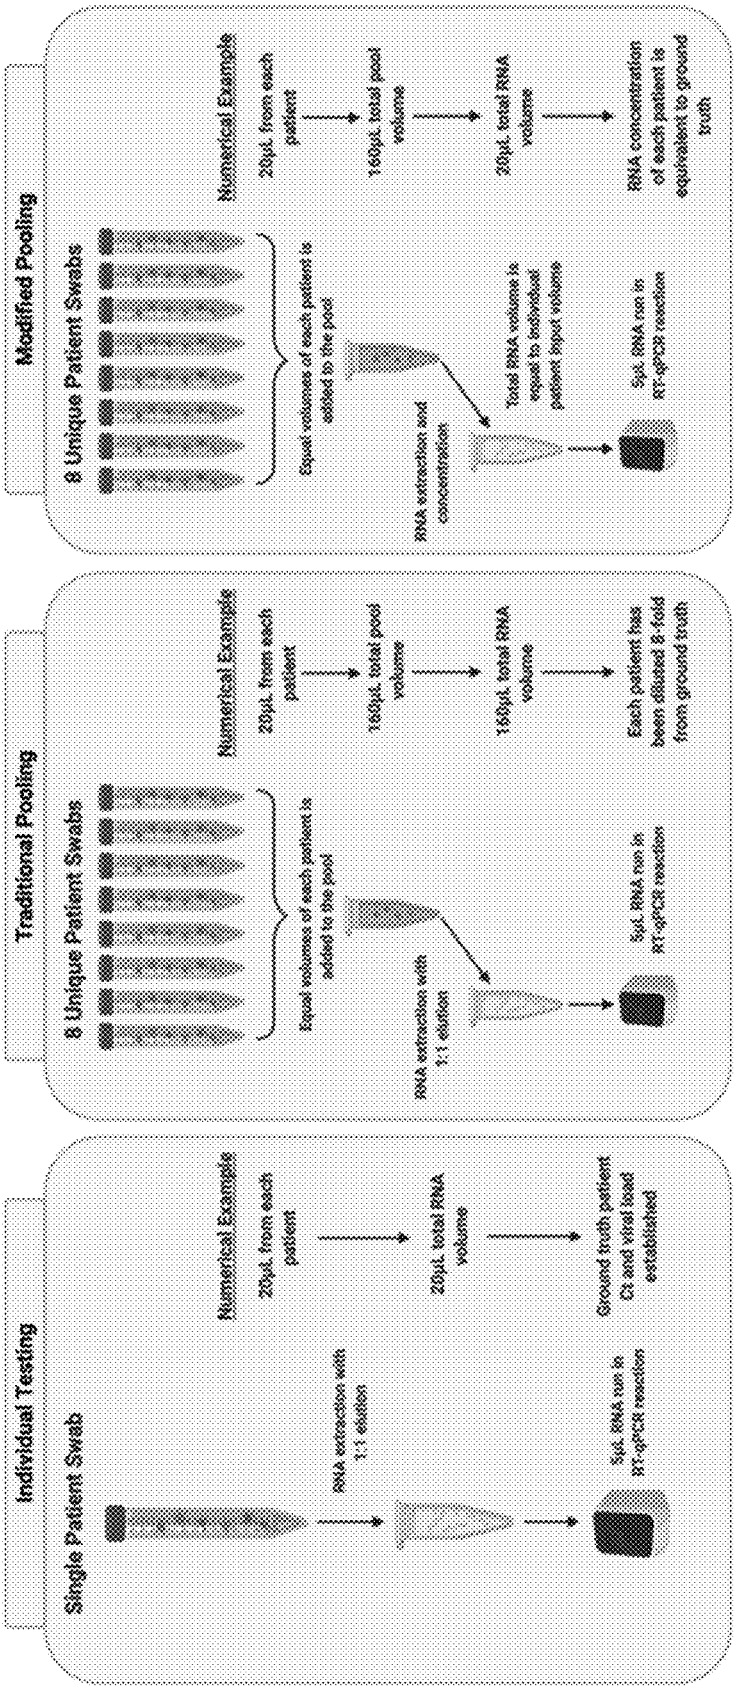 Individual Testing
Single Patient Swab
RNA extraction with
1:1 elution
5µL RNA run in
RT-qPCR reaction
Numerical Example
20µL from each
patient
20µL total RNA
volume
Ground truth patient
Ct and viral load
established
Traditional Pooling
8 Unique Patient Swabs
Equal volumes of each patient is
added to the pool
RNA extraction with
1:1 elution
5µL RNA run in
RT-qPCR reaction
Numerical Example
20µL from each
patient
160µL total pool
volume
160µL total RNA
volume
Each patient has
been diluted 8-fold
from ground truth
Modified Pooling
8 Unique Patient Swabs
Equal volumes of each patient is
added to the pool
RNA extraction and
concentration
Total RNA volume is
equal to individual
patient input volume
5µL RNA run in
RT-qPCR reaction
Numerical Example
20µL from each
patient
160µL total pool
volume
20µL total RNA
volume
RNA concentration
of each patient is
equivalent to ground
truth